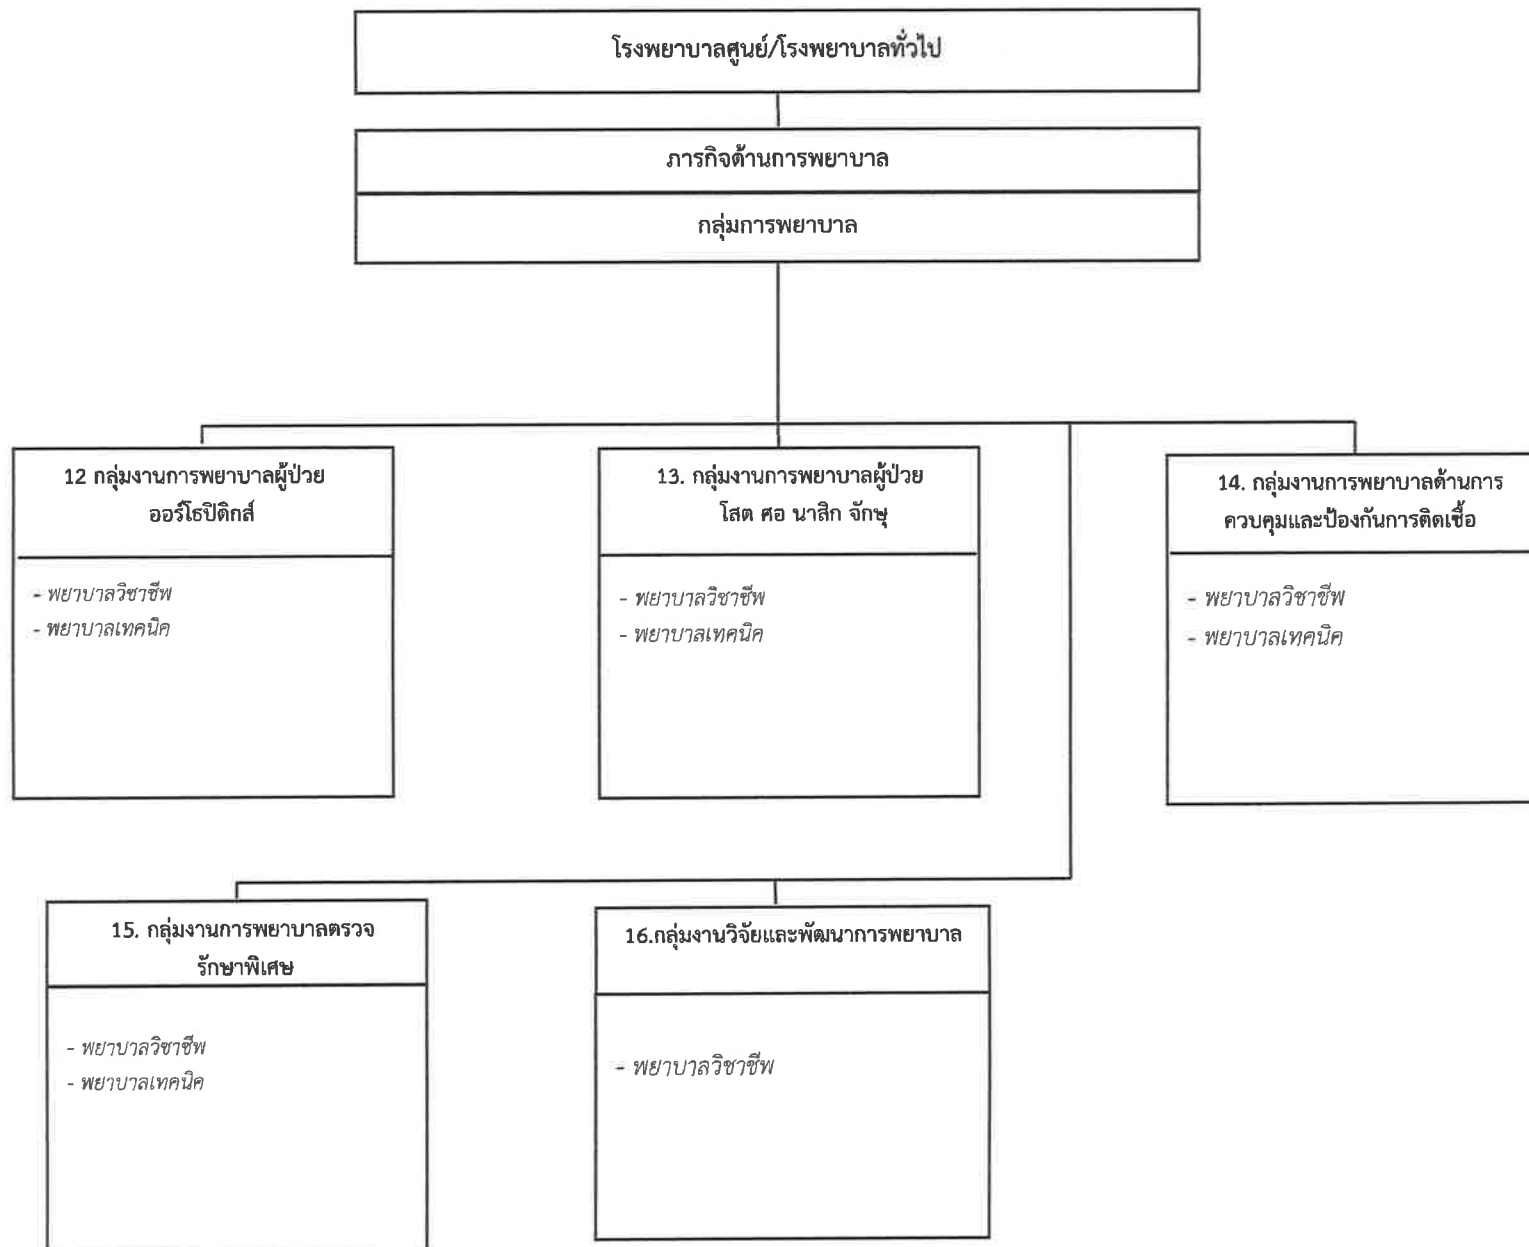 โรงพยาบาลศูนย์/โรงพยาบาลทั่วไป
ภารกิจด้านการพยาบาล
กลุ่มการพยาบาล
12 กลุ่มงานการพยาบาลผู้ป่วย
ออร์โธปิดิกส์
- พยาบาลวิชาชีพ
- พยาบาลเทคนิค
13. กลุ่มงานการพยาบาลผู้ป่วย
โสต ศอ นาสิก จักษุ
- พยาบาลวิชาชีพ
- พยาบาลเทคนิค
14. กลุ่มงานการพยาบาลด้านการ
ควบคุมและป้องกันการติดเชื้อ
- พยาบาลวิชาชีพ
- พยาบาลเทคนิค
15. กลุ่มงานการพยาบาลตรวจ
รักษาพิเศษ
- พยาบาลวิชาชีพ
- พยาบาลเทคนิค
16.กลุ่มงานวิจัยและพัฒนาการพยาบาล
- พยาบาลวิชาชีพ